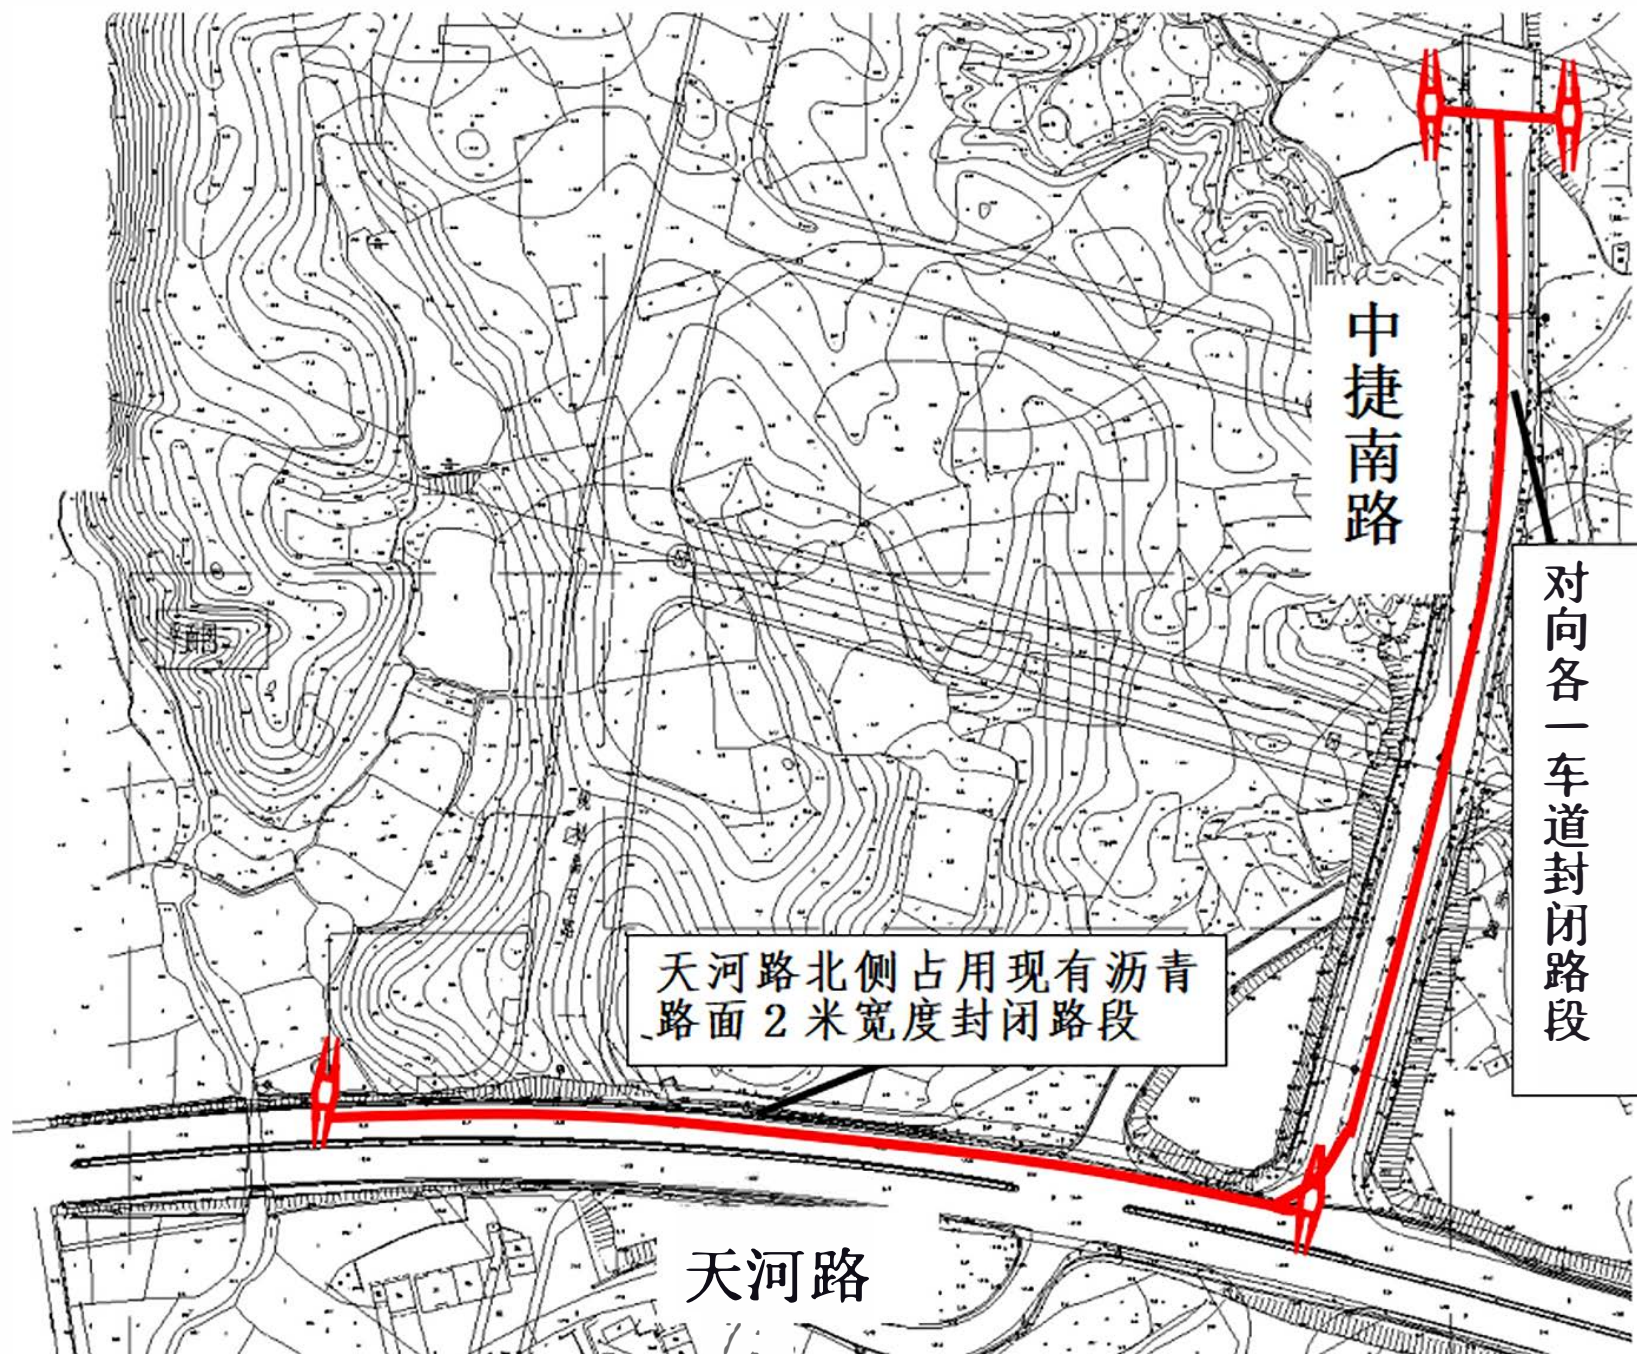 中捷南路
对向各一车道封闭路段
天河路北侧占用现有沥青
路面2米宽度封闭路段
天河路